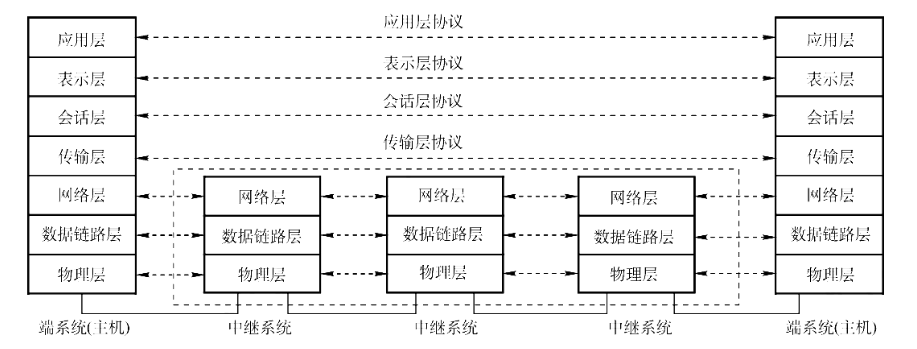 应用层协议
应用层 应用层
表示层协议
表示层 表示层
会话层协议
会话层 会话层
传输层协议
传输层 传输层
网络层 网络层 网络层 网络层 网络层
数据链路层 数据链路层 数据链路层 数据链路层 数据链路层
物理层 物理层 物理层 物理层 物理层
端系统(主机) 中继系统 中继系统 中继系统 端系统(主机)